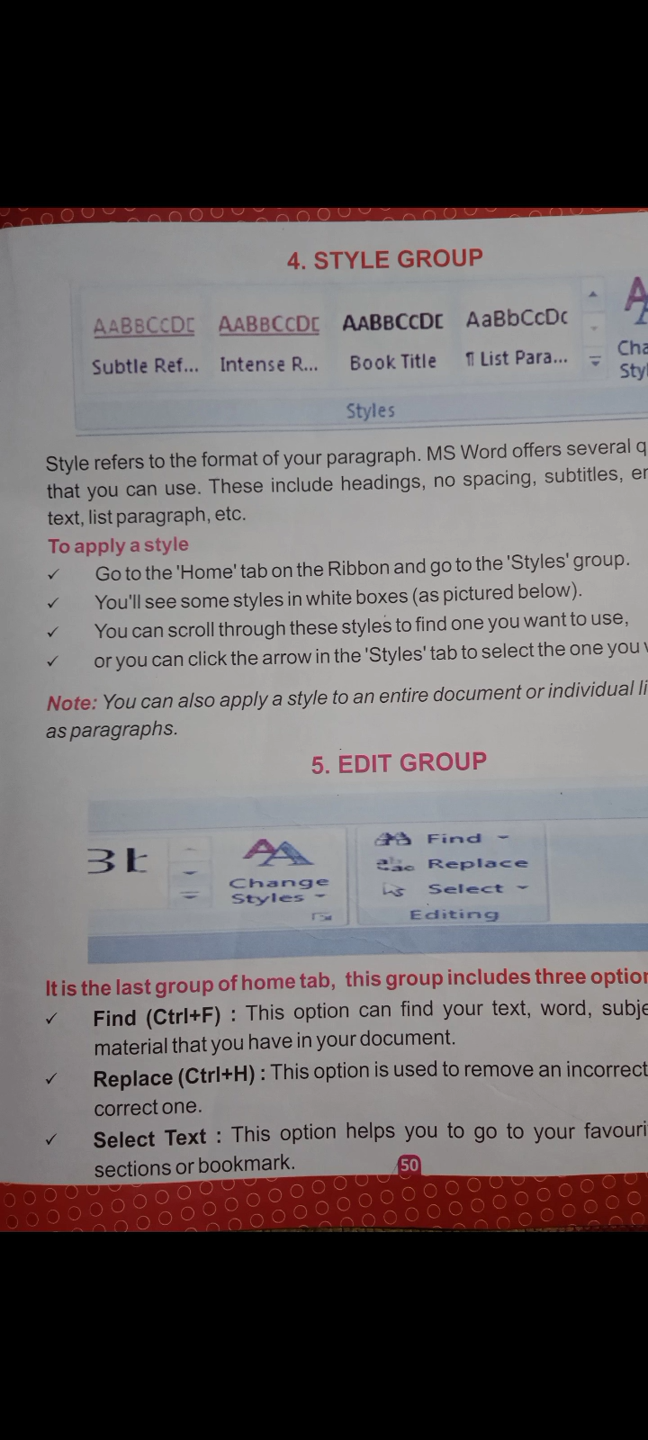 4. STYLE GROUP
AABBCCDD AABBCCDD AABBCCDD AaBbCcDc
Subtle Ref... Intense R... Book Title ¶ List Para...
Styles
Style refers to the format of your paragraph. MS Word offers several
that you can use. These include headings, no spacing, subtitles,
text, list paragraph, etc.
To apply a style
✓ Go to the 'Home' tab on the Ribbon and go to the 'Styles' group.
✓ You'll see some styles in white boxes (as pictured below).
✓ You can scroll through these styles to find one you want to use,
✓ or you can click the arrow in the 'Styles' tab to select the one you
Note: You can also apply a style to an entire document or individual
as paragraphs.
5. EDIT GROUP
Find
Replace
Change Styles
Select
Editing
It is the last group of home tab, this group includes three
✓ Find (Ctrl+F) : This option can find your text, word,
material that you have in your document.
✓ Replace (Ctrl+H) : This option is used to remove an incorrect
correct one.
✓ Select Text : This option helps you to go to your
sections or bookmark.
50